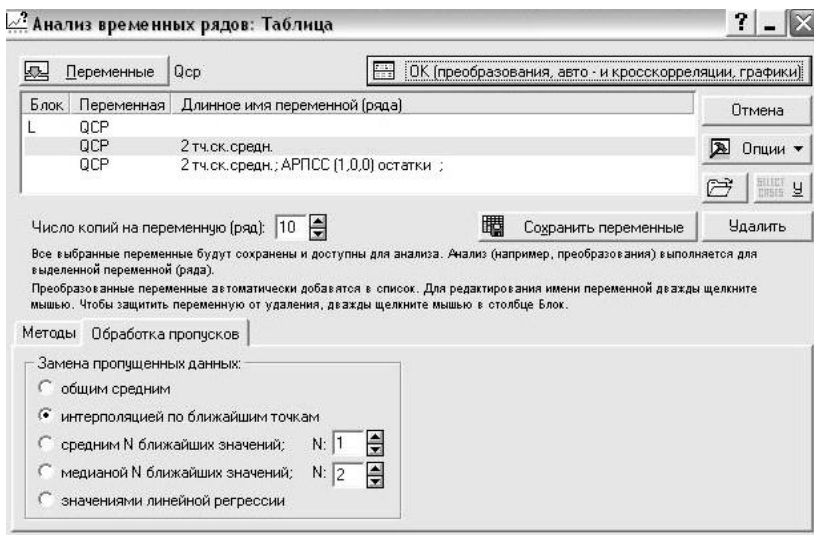 Анализ временных рядов: Таблица
Переменные Qср
ОК (преобразования, авто - и кросскорреляции, графики)
Блок Переменная Длинное имя переменной (ряда)
L QCP
QCP 2 тч.ск.средн.
QCP 2 тч.ск.средн.; АРПСС (1,0,0) остатки ;
Отмена
Опции
SELECT CASES Ц
Число копий на переменную (ряд): 10
Сохранить переменные
Удалить
Все выбранные переменные будут сохранены и доступны для анализа. Анализ (например, преобразования) выполняется для
выделенной переменной (ряда).
Преобразованные переменные автоматически добавятся в список. Для редактирования имени переменной дважды щелкните
мышью. Чтобы защитить переменную от удаления, дважды щелкните мышью в столбце Блок.
Методы Обработка пропусков
Замена пропущенных данных:
общим средним
интерполяцией по ближайшим точкам
средним N ближайших значений; N: 1
медианой N ближайших значений; N: 2
значениями линейной регрессии